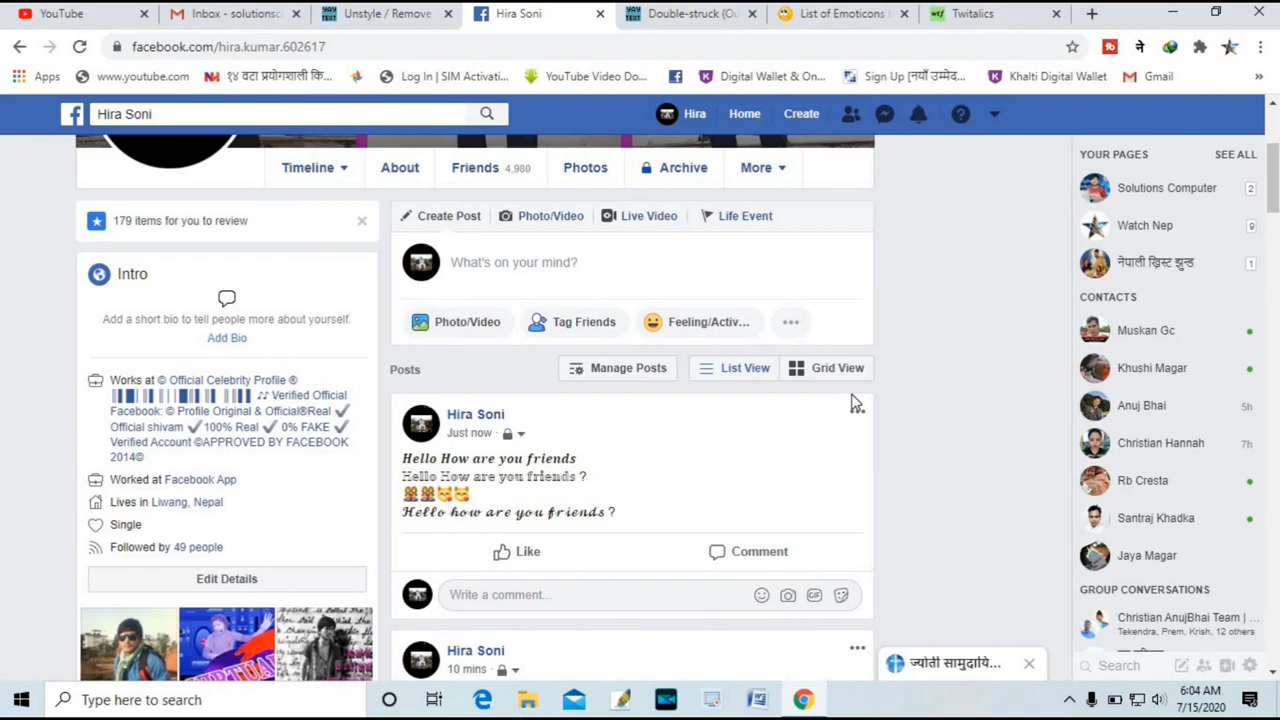 YouTube
Inbox - solutionsc
Unstyle / Remove
Hira Soni
Double-struck (Ou
List of Emoticons
Twitalics
facebook.com/hira.kumar.602617
Apps
www.youtube.com
१४ वटा प्रयोगशाली कि...
Log In | SIM Activati...
YouTube Video Do...
Digital Wallet & On...
Sign Up [नयाँ उम्मेद...
Khalti Digital Wallet
Gmail
Hira Soni
Hira
Home
Create
Timeline
About
Friends 4,980
Photos
Archive
More
179 items for you to review
Intro
Add a short bio to tell people more about yourself.
Add Bio
Works at © Official Celebrity Profile ®
♪♪ Verified Official
Facebook: © Profile Original & Official®Real ✔
Official shivam ✔100% Real ✔ 0% FAKE ✔
Verified Account ©APPROVED BY FACEBOOK
2014©
Worked at Facebook App
Lives in Liwang, Nepal
Single
Followed by 49 people
Edit Details
Create Post
Photo/Video
Live Video
Life Event
What's on your mind?
Photo/Video
Tag Friends
Feeling/Activ...
Posts
Manage Posts
List View
Grid View
Hira Soni
Just now
Hello How are you friends
Hello How are you friends ?
Hello how are you friends ?
Like
Comment
Write a comment...
GIF
Hira Soni
10 mins
YOUR PAGES
SEE ALL
Solutions Computer 2
Watch Nep 9
नेपाली ख्रिस्ट झुन्ड 1
CONTACTS
Muskan Gc
Khushi Magar
Anuj Bhai 5h
Christian Hannah 7h
Rb Cresta
Santraj Khadka
Jaya Magar
GROUP CONVERSATIONS
Christian AnujBhai Team | ...
Tekendra, Prem, Krish, 12 others
Search
ज्योती सामुदायि...
Type here to search
6:04 AM
7/15/2020